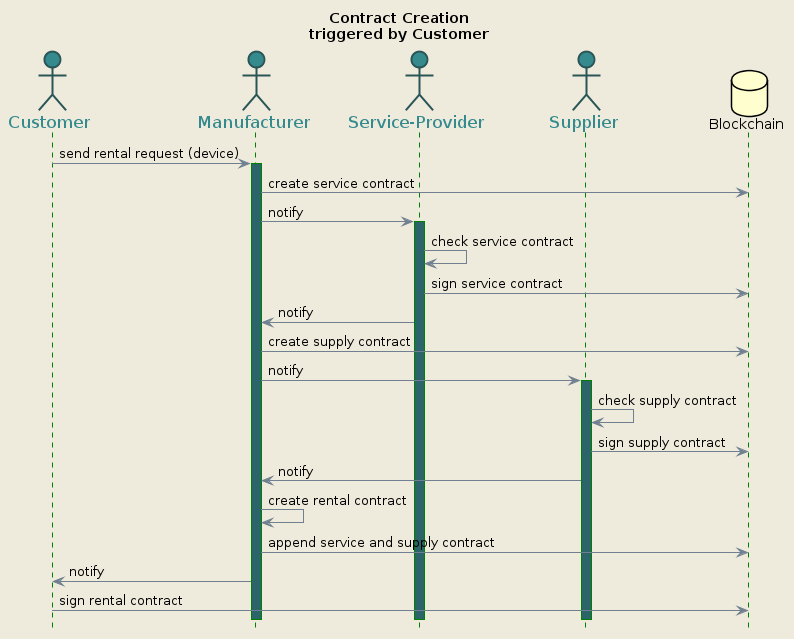 Contract Creation
triggered by Customer
Customer
Manufacturer
Service-Provider
Supplier
Blockchain
send rental request (device)
create service contract
notify
check service contract
sign service contract
notify
create supply contract
notify
check supply contract
sign supply contract
notify
create rental contract
append service and supply contract
notify
sign rental contract